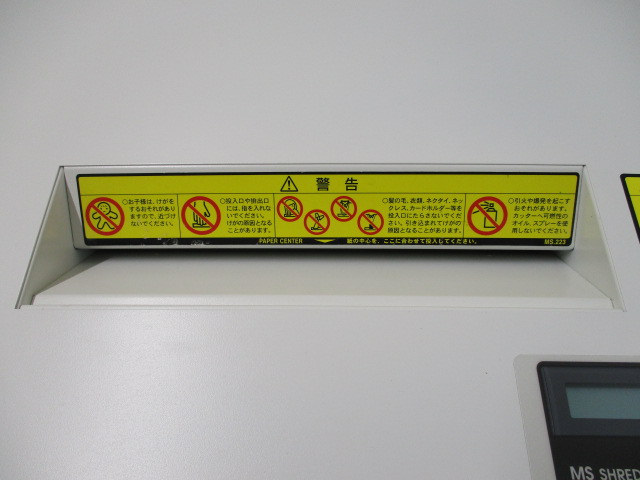 警告
○お子様は、けがを
するおそれがあり
ますので、近づけ
ないでください。
○投入口や排出口
には、指を入れな
いでください。
けがの原因となる
ことがあります。
○髪の毛、衣類、ネクタイ、ネッ
クレス、カードホルダー等を
投入口にたらさないでくだ
さい。引き込まれてけがの
原因となることがあります。
○引火や爆発を起こす
おそれがあります。
カッターへ可燃性の
オイル、スプレーを使
用しないでください。
PAPER CENTER 紙の中心を、ここに合わせて投入してください。 MS.223
MS SHRED